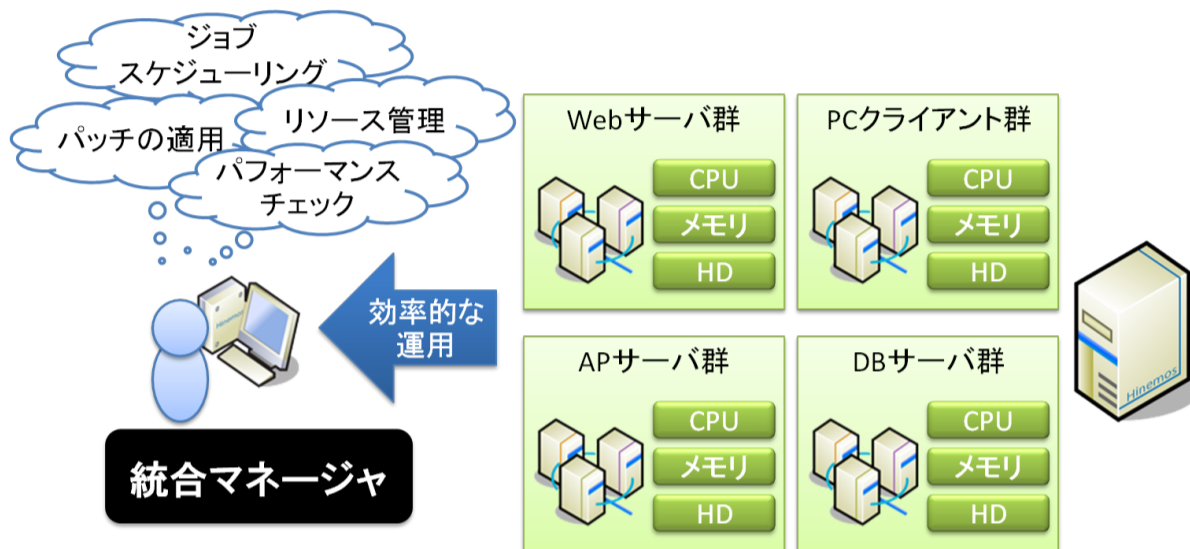 ジョブ
スケジューリング
リソース管理
パッチの適用
パフォーマンス
チェック
Hinemos
効率的な
運用
統合マネージャ
Webサーバ群
CPU
メモリ
HD
PCクライアント群
CPU
メモリ
HD
APサーバ群
CPU
メモリ
HD
DBサーバ群
CPU
メモリ
HD
Hinemos